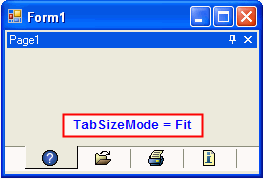 Form1
Page1
TabSizeMode = Fit